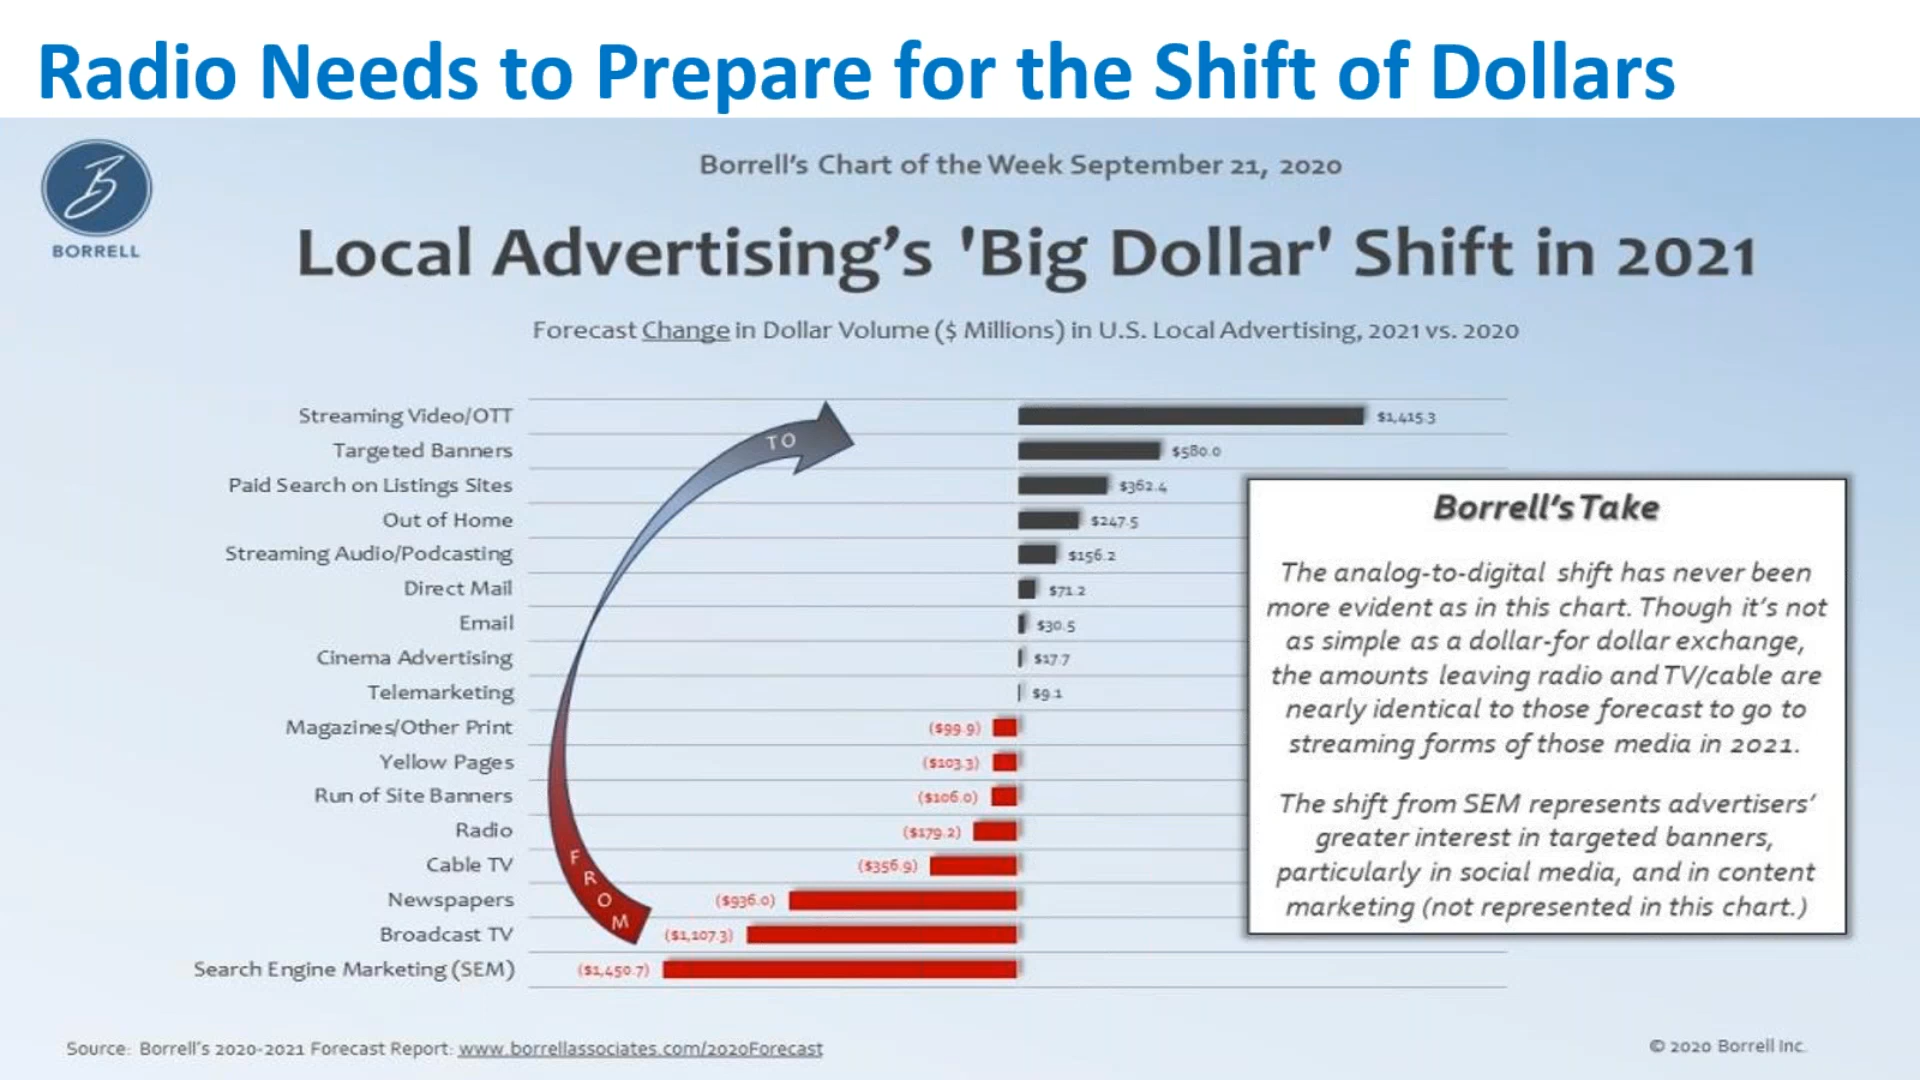 Radio Needs to Prepare for the Shift of Dollars
BORRELL
Borrell's Chart of the Week September 21, 2020
Local Advertising's 'Big Dollar' Shift in 2021
Forecast Change in Dollar Volume ($ Millions) in U.S. Local Advertising, 2021 vs. 2020
Streaming Video/OTT $1,415.3
Targeted Banners $580.0
Paid Search on Listings Sites $362.4
Out of Home $247.5
Streaming Audio/Podcasting $156.2
Direct Mail $71.2
Email $30.5
Cinema Advertising $17.7
Telemarketing $9.1
Magazines/Other Print ($99.9)
Yellow Pages ($103.3)
Run of Site Banners ($106.0)
Radio ($179.2)
Cable TV ($356.9)
Newspapers ($936.0)
Broadcast TV ($1,107.3)
Search Engine Marketing (SEM) ($1,450.7)
TO
FROM
Borrell's Take
The analog-to-digital shift has never been
more evident as in this chart. Though it's not
as simple as a dollar-for dollar exchange,
the amounts leaving radio and TV/cable are
nearly identical to those forecast to go to
streaming forms of those media in 2021.
The shift from SEM represents advertisers'
greater interest in targeted banners,
particularly in social media, and in content
marketing (not represented in this chart.)
Source: Borrell's 2020-2021 Forecast Report: www.borrellassociates.com/2020Forecast
© 2020 Borrell Inc.